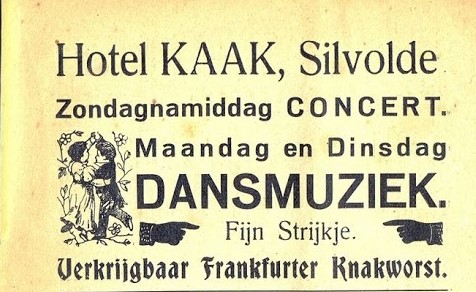 Hotel KAAK, Silvolde
Zondagnamiddag CONCERT.
Maandag en Dinsdag
DANSMUZIEK.
Fijn Strijkje.
Verkrijgbaar Frankfurter Knakworst.